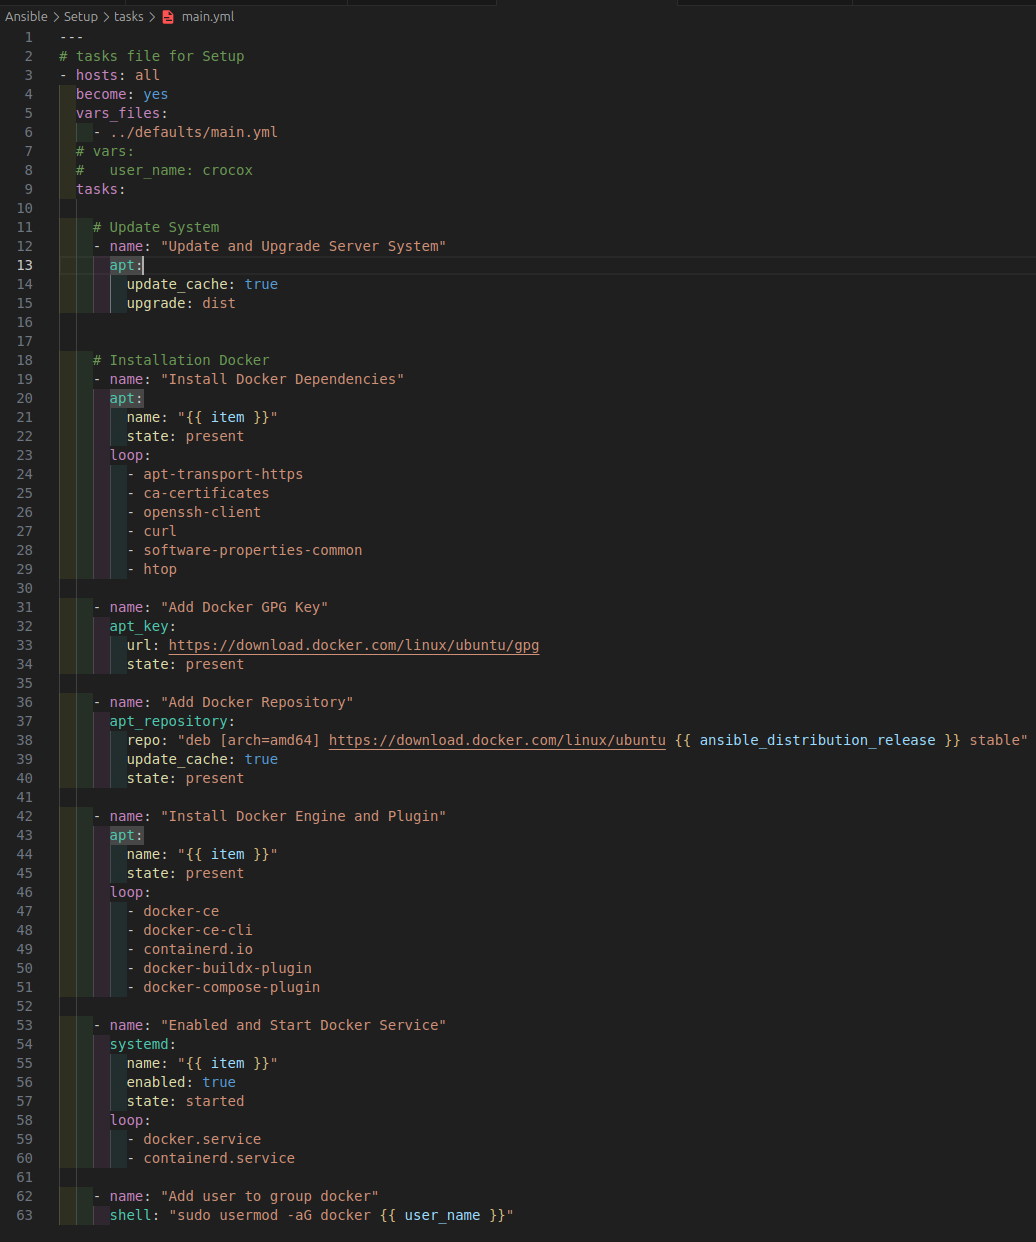 Ansible > Setup > tasks > main.yml
1 ---
2 # tasks file for Setup
3 - hosts: all
4   become: yes
5   vars_files:
6     - ../defaults/main.yml
7   # vars:
8   #   user_name: crocox
9   tasks:
10
11     # Update System
12     - name: "Update and Upgrade Server System"
13       apt:
14         update_cache: true
15         upgrade: dist
16
17
18     # Installation Docker
19     - name: "Install Docker Dependencies"
20       apt:
21         name: "{{ item }}"
22         state: present
23       loop:
24         - apt-transport-https
25         - ca-certificates
26         - openssh-client
27         - curl
28         - software-properties-common
29         - htop
30
31     - name: "Add Docker GPG Key"
32       apt_key:
33         url: https://download.docker.com/linux/ubuntu/gpg
34         state: present
35
36     - name: "Add Docker Repository"
37       apt_repository:
38         repo: "deb [arch=amd64] https://download.docker.com/linux/ubuntu {{ ansible_distribution_release }} stable"
39         update_cache: true
40         state: present
41
42     - name: "Install Docker Engine and Plugin"
43       apt:
44         name: "{{ item }}"
45         state: present
46       loop:
47         - docker-ce
48         - docker-ce-cli
49         - containerd.io
50         - docker-buildx-plugin
51         - docker-compose-plugin
52
53     - name: "Enabled and Start Docker Service"
54       systemd:
55         name: "{{ item }}"
56         enabled: true
57         state: started
58       loop:
59         - docker.service
60         - containerd.service
61
62     - name: "Add user to group docker"
63       shell: "sudo usermod -aG docker {{ user_name }}"